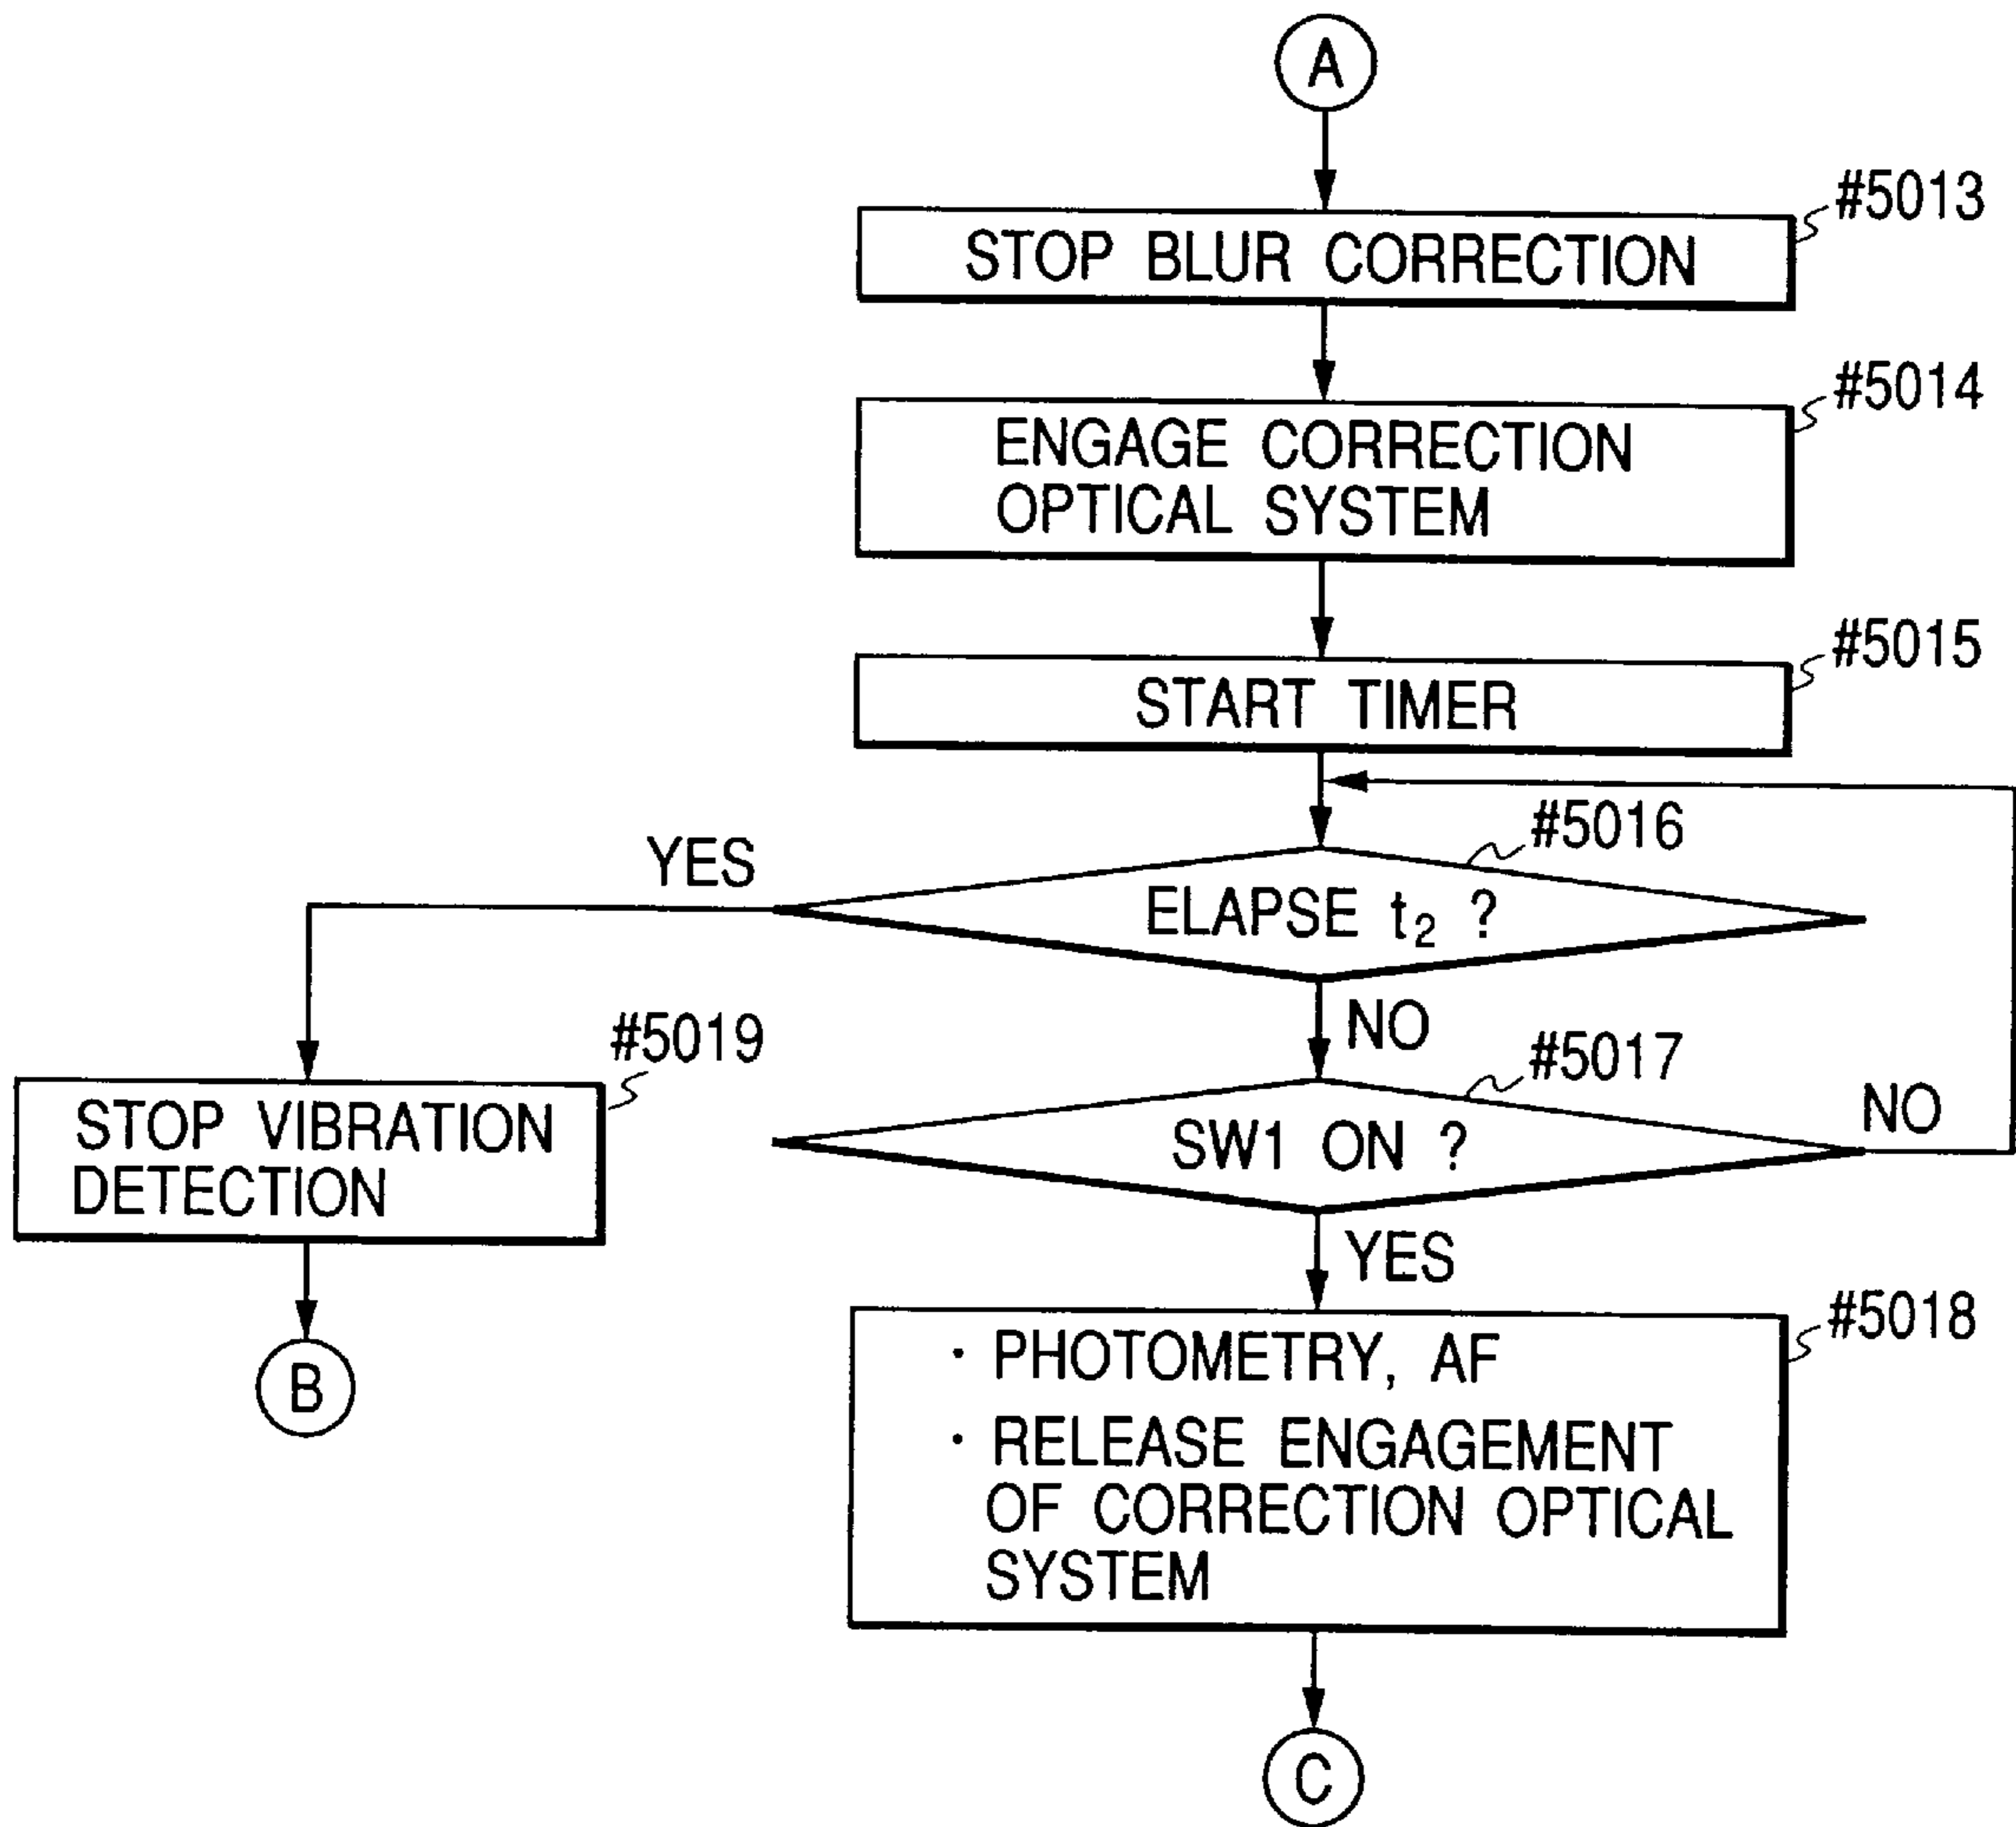 A
#5013
STOP BLUR CORRECTION
#5014
ENGAGE CORRECTION
OPTICAL SYSTEM
#5015
START TIMER
#5016
YES
ELAPSE t₂ ?
NO
#5019
#5017
STOP VIBRATION
DETECTION
SW1 ON ?
NO
YES
B
#5018
· PHOTOMETRY, AF
· RELEASE ENGAGEMENT
OF CORRECTION OPTICAL
SYSTEM
C